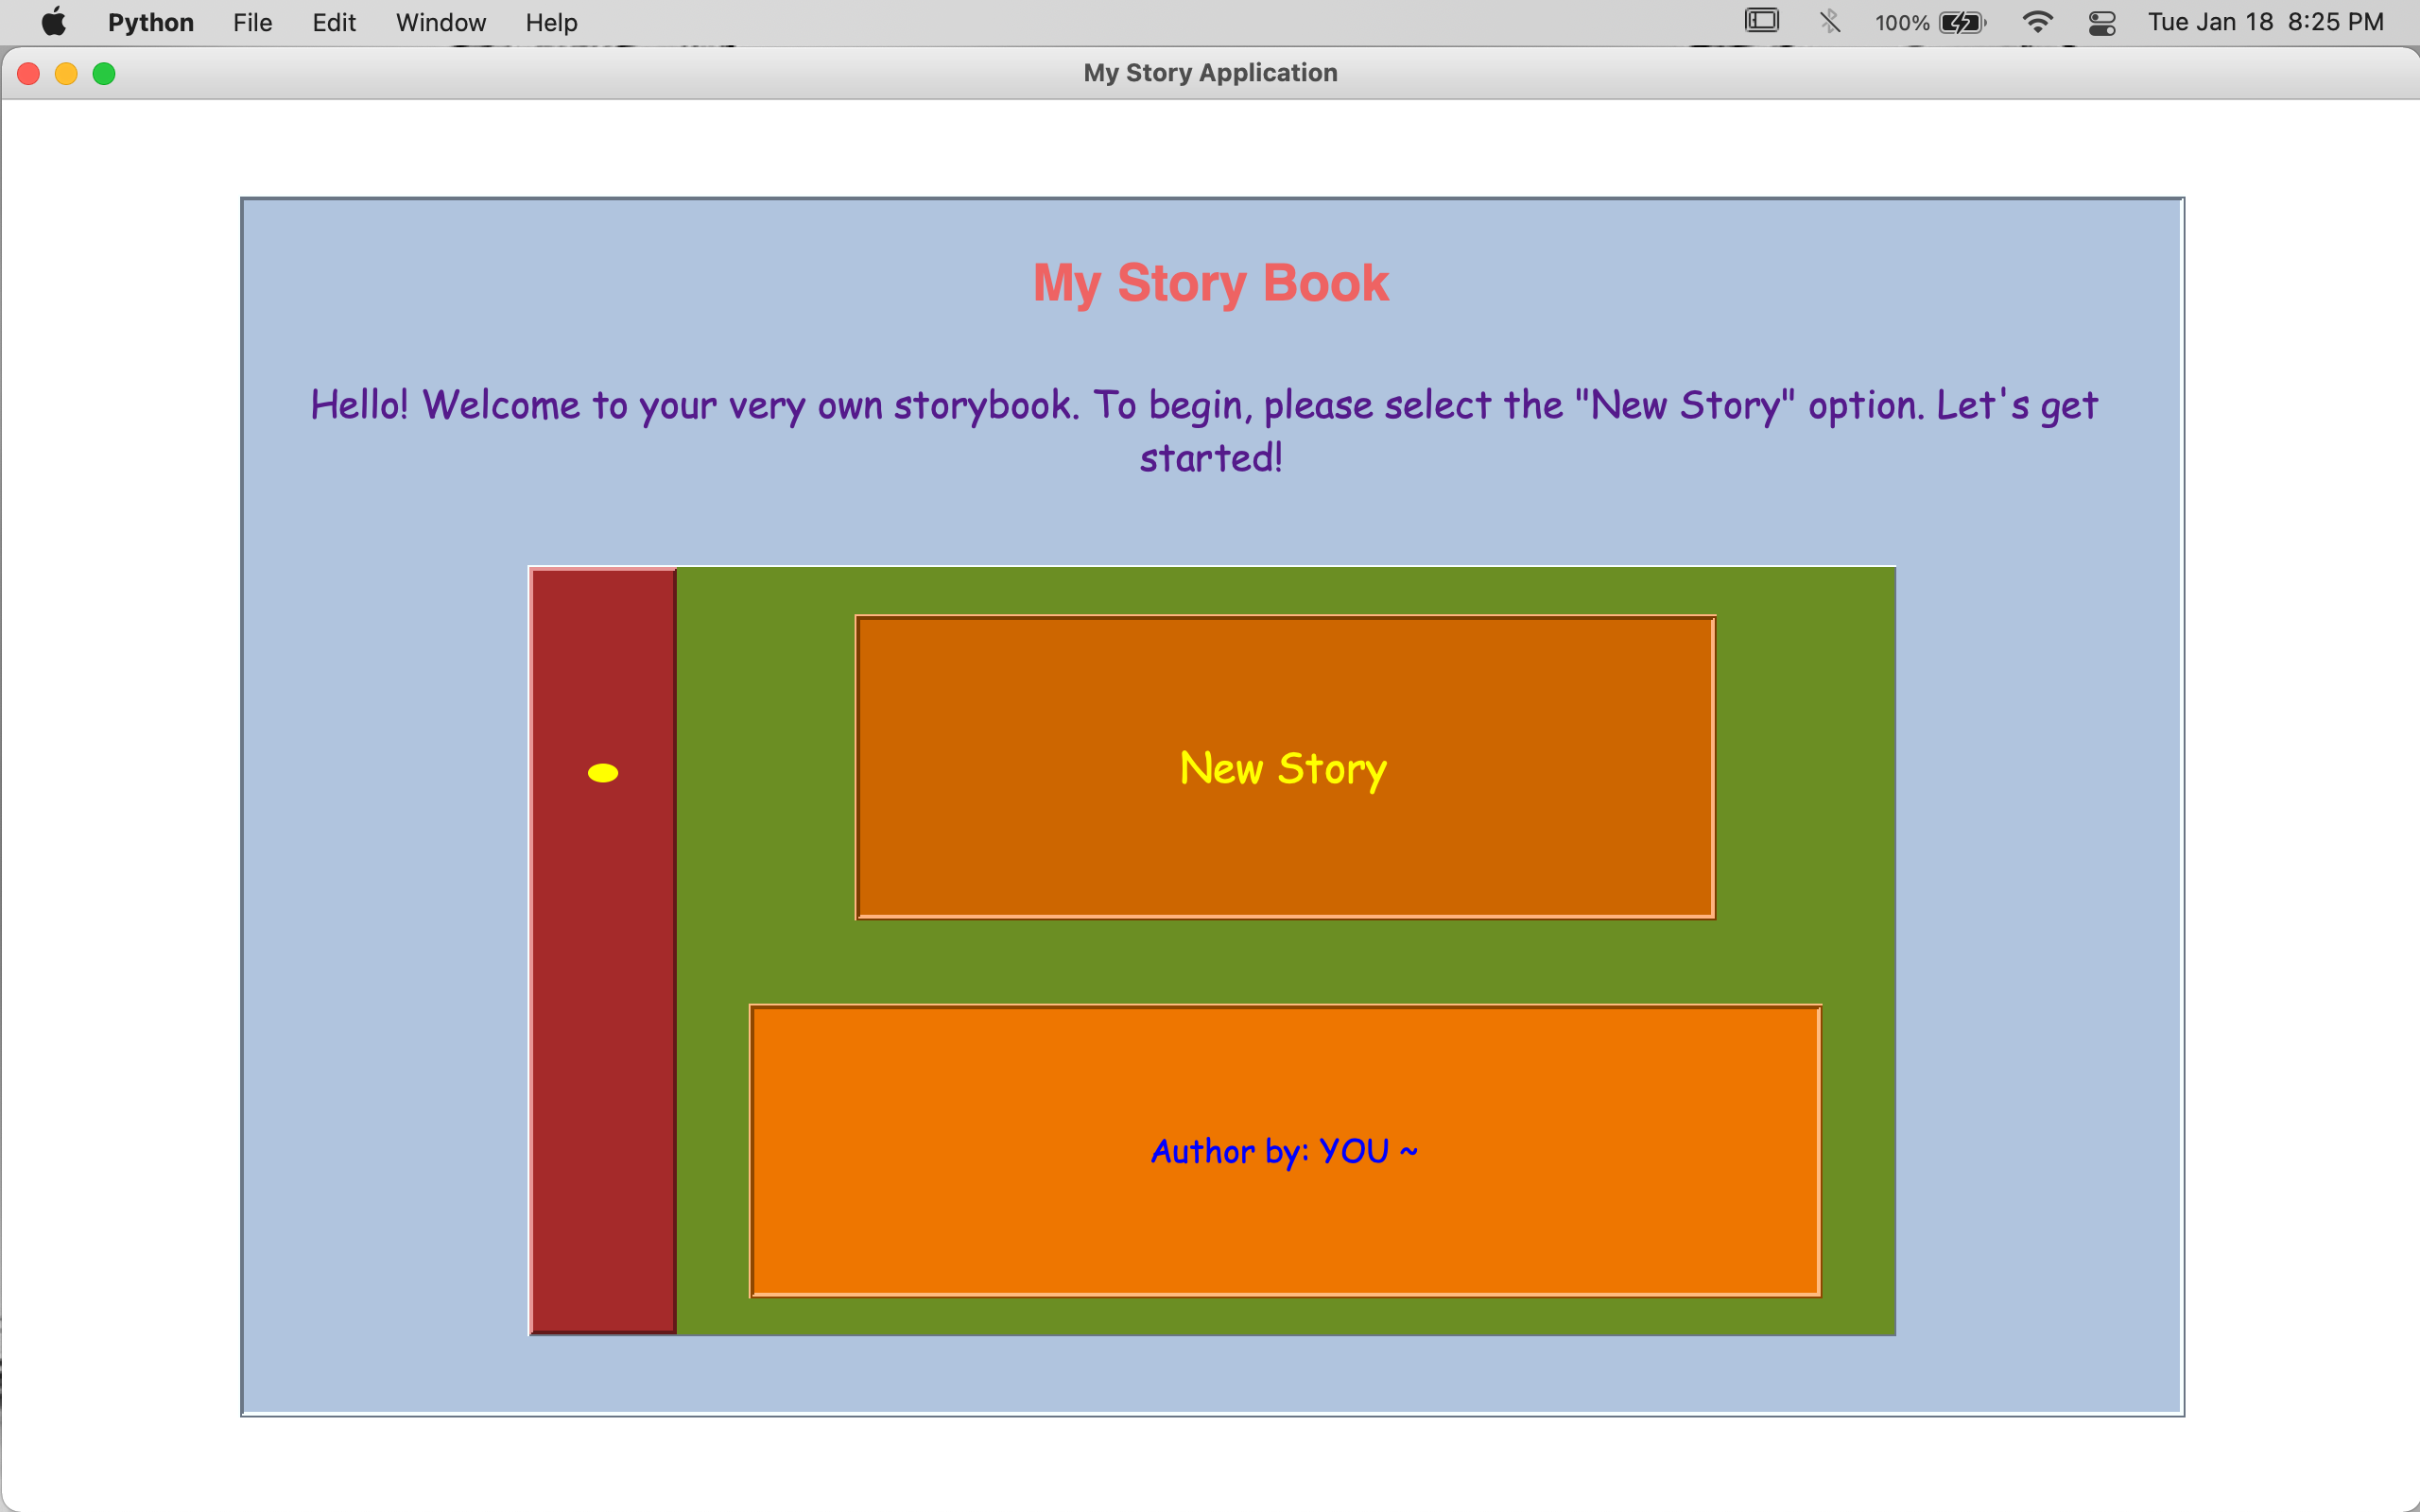 Python File Edit Window Help 100% Tue Jan 18 8:25 PM
My Story Application
My Story Book
Hello! Welcome to your very own storybook. To begin, please select the "New Story" option. Let's get
started!
New Story
Author by: YOU ~